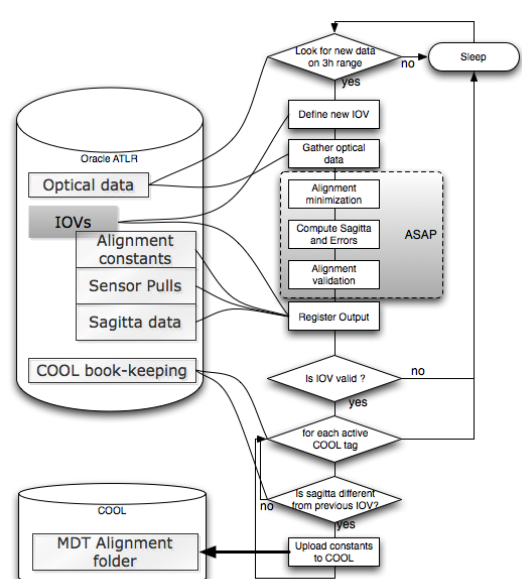 Look for new data
on 3h range
no
Sleep
yes
Define new IOV
Gather optical
data
Oracle ATLR
Optical data
IOVs
Alignment
constants
Sensor Pulls
Sagitta data
COOL book-keeping
Alignment
minimization
Compute Sagitta
and Errors
Alignment
validation
ASAP
Register Output
Is IOV valid ?
no
yes
for each active
COOL tag
Is sagitta different
from previous IOV?
no
yes
Upload constants
to COOL
COOL
MDT Alignment
folder